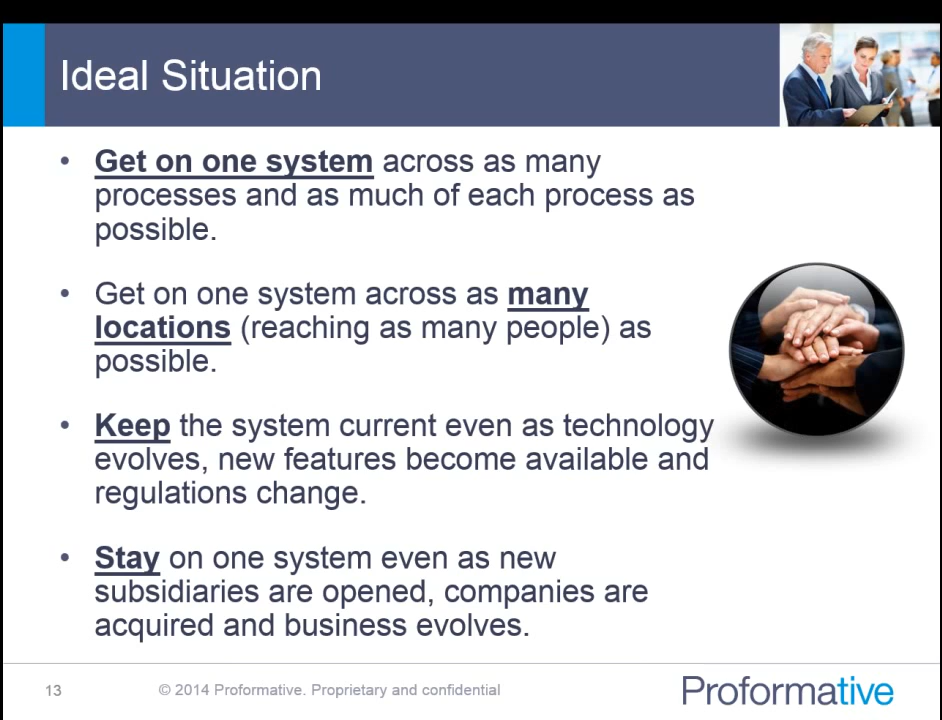 Ideal Situation
• Get on one system across as many
processes and as much of each process as
possible.
• Get on one system across as many
locations (reaching as many people) as
possible.
• Keep the system current even as technology
evolves, new features become available and
regulations change.
• Stay on one system even as new
subsidiaries are opened, companies are
acquired and business evolves.
13
© 2014 Proformative. Proprietary and confidential
Proformative